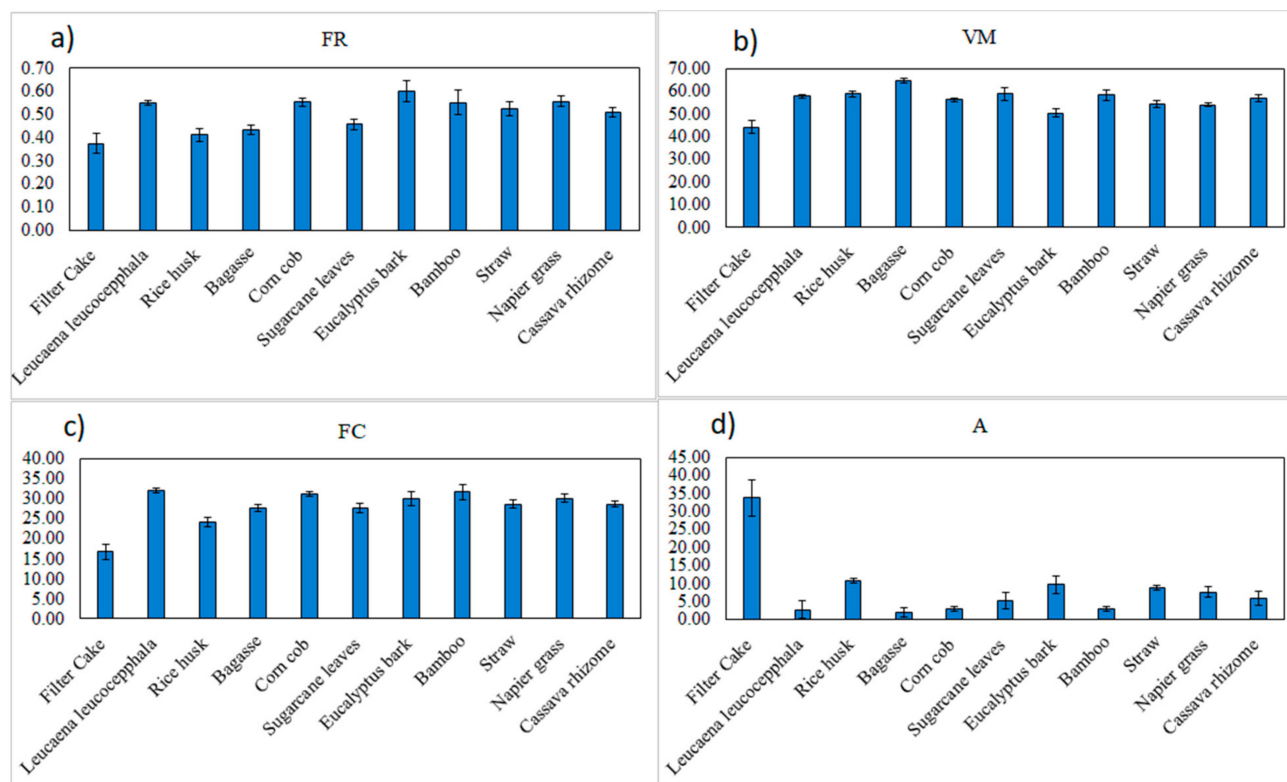 a)
FR
0.70
0.60
0.50
0.40
0.30
0.20
0.10
0.00
Filter Cake
Leucaena leucocepphala
Rice husk
Bagasse
Corn cob
Sugarcane leaves
Eucalyptus bark
Bamboo
Straw
Napier grass
Cassava rhizome
b)
VM
70.00
60.00
50.00
40.00
30.00
20.00
10.00
0.00
Filter Cake
Leucaena leucocepphala
Rice husk
Bagasse
Corn cob
Sugarcane leaves
Eucalyptus bark
Bamboo
Straw
Napier grass
Cassava rhizome
c)
FC
40.00
35.00
30.00
25.00
20.00
15.00
10.00
5.00
0.00
Filter Cake
Leucaena leucocepphala
Rice husk
Bagasse
Corn cob
Sugarcane leaves
Eucalyptus bark
Bamboo
Straw
Napier grass
Cassava rhizome
d)
A
45.00
40.00
35.00
30.00
25.00
20.00
15.00
10.00
5.00
0.00
Filter Cake
Leucaena leucocepphala
Rice husk
Bagasse
Corn cob
Sugarcane leaves
Eucalyptus bark
Bamboo
Straw
Napier grass
Cassava rhizome